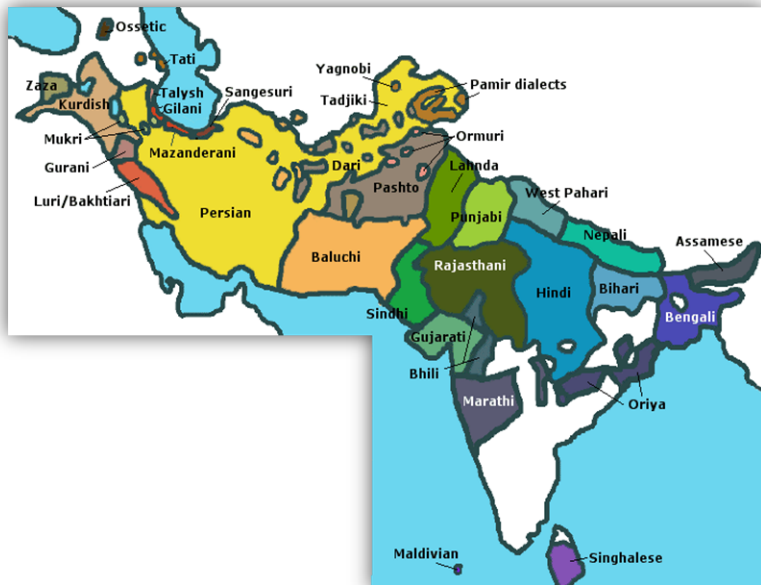 Ossetic
Tati
Zaza
Kurdish
Talysh
Gilani
Sangesuri
Yagnobi
Tadjiki
Pamir dialects
Mukri
Mazanderani
Ormuri
Gurani
Dari
Lahnda
Luri/Bakhtiari
Pashto
West Pahari
Persian
Punjabi
Nepali
Assamese
Baluchi
Rajasthani
Hindi
Bihari
Sindhi
Bengali
Gujarati
Bhili
Marathi
Oriya
Maldivian
Singhalese